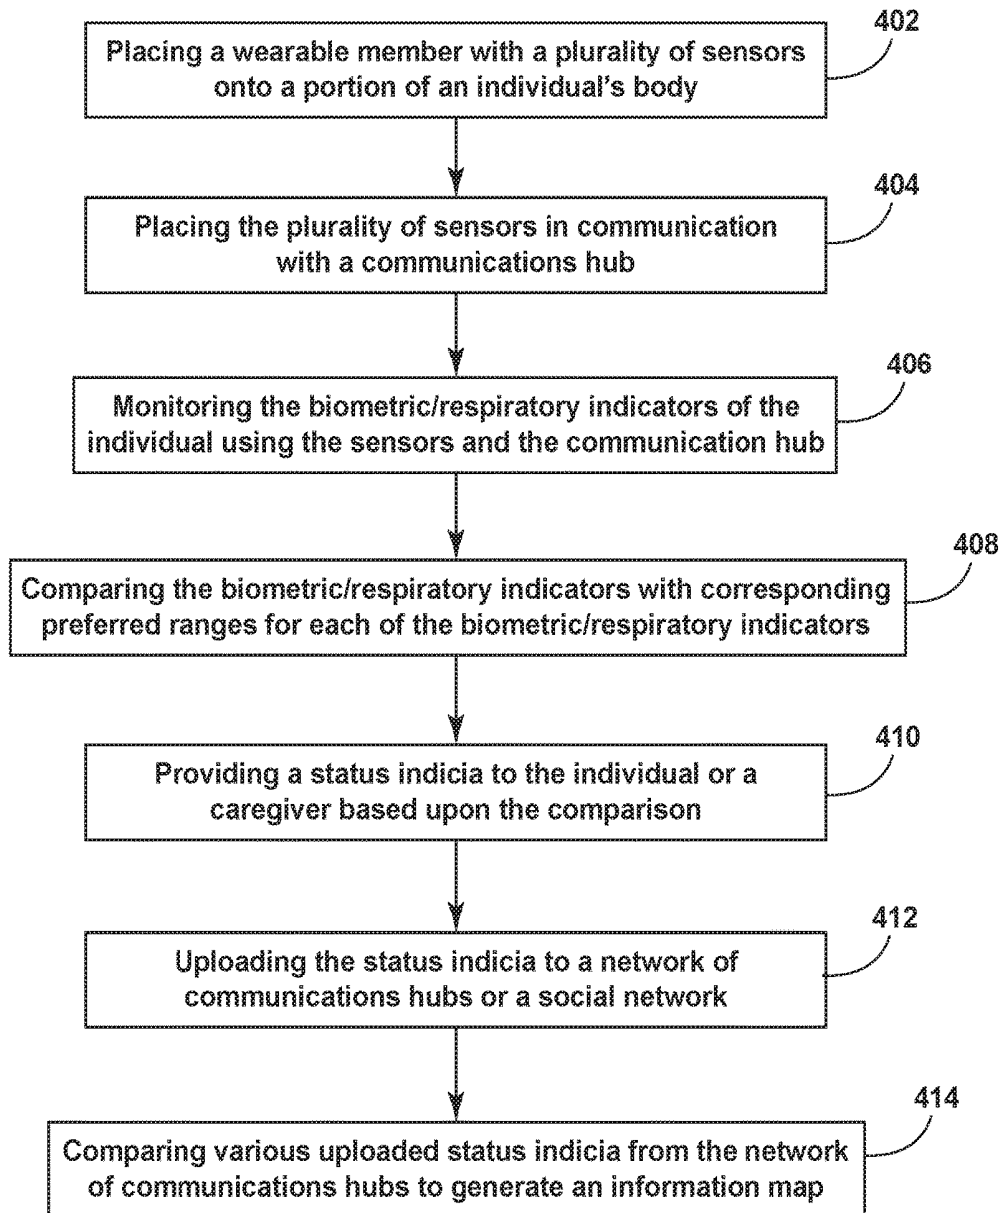 402
Placing a wearable member with a plurality of sensors
onto a portion of an individual's body
404
Placing the plurality of sensors in communication
with a communications hub
406
Monitoring the biometric/respiratory indicators of the
individual using the sensors and the communication hub
408
Comparing the biometric/respiratory indicators with corresponding
preferred ranges for each of the biometric/respiratory indicators
410
Providing a status indicia to the individual or a
caregiver based upon the comparison
412
Uploading the status indicia to a network of
communications hubs or a social network
414
Comparing various uploaded status indicia from the network
of communications hubs to generate an information map